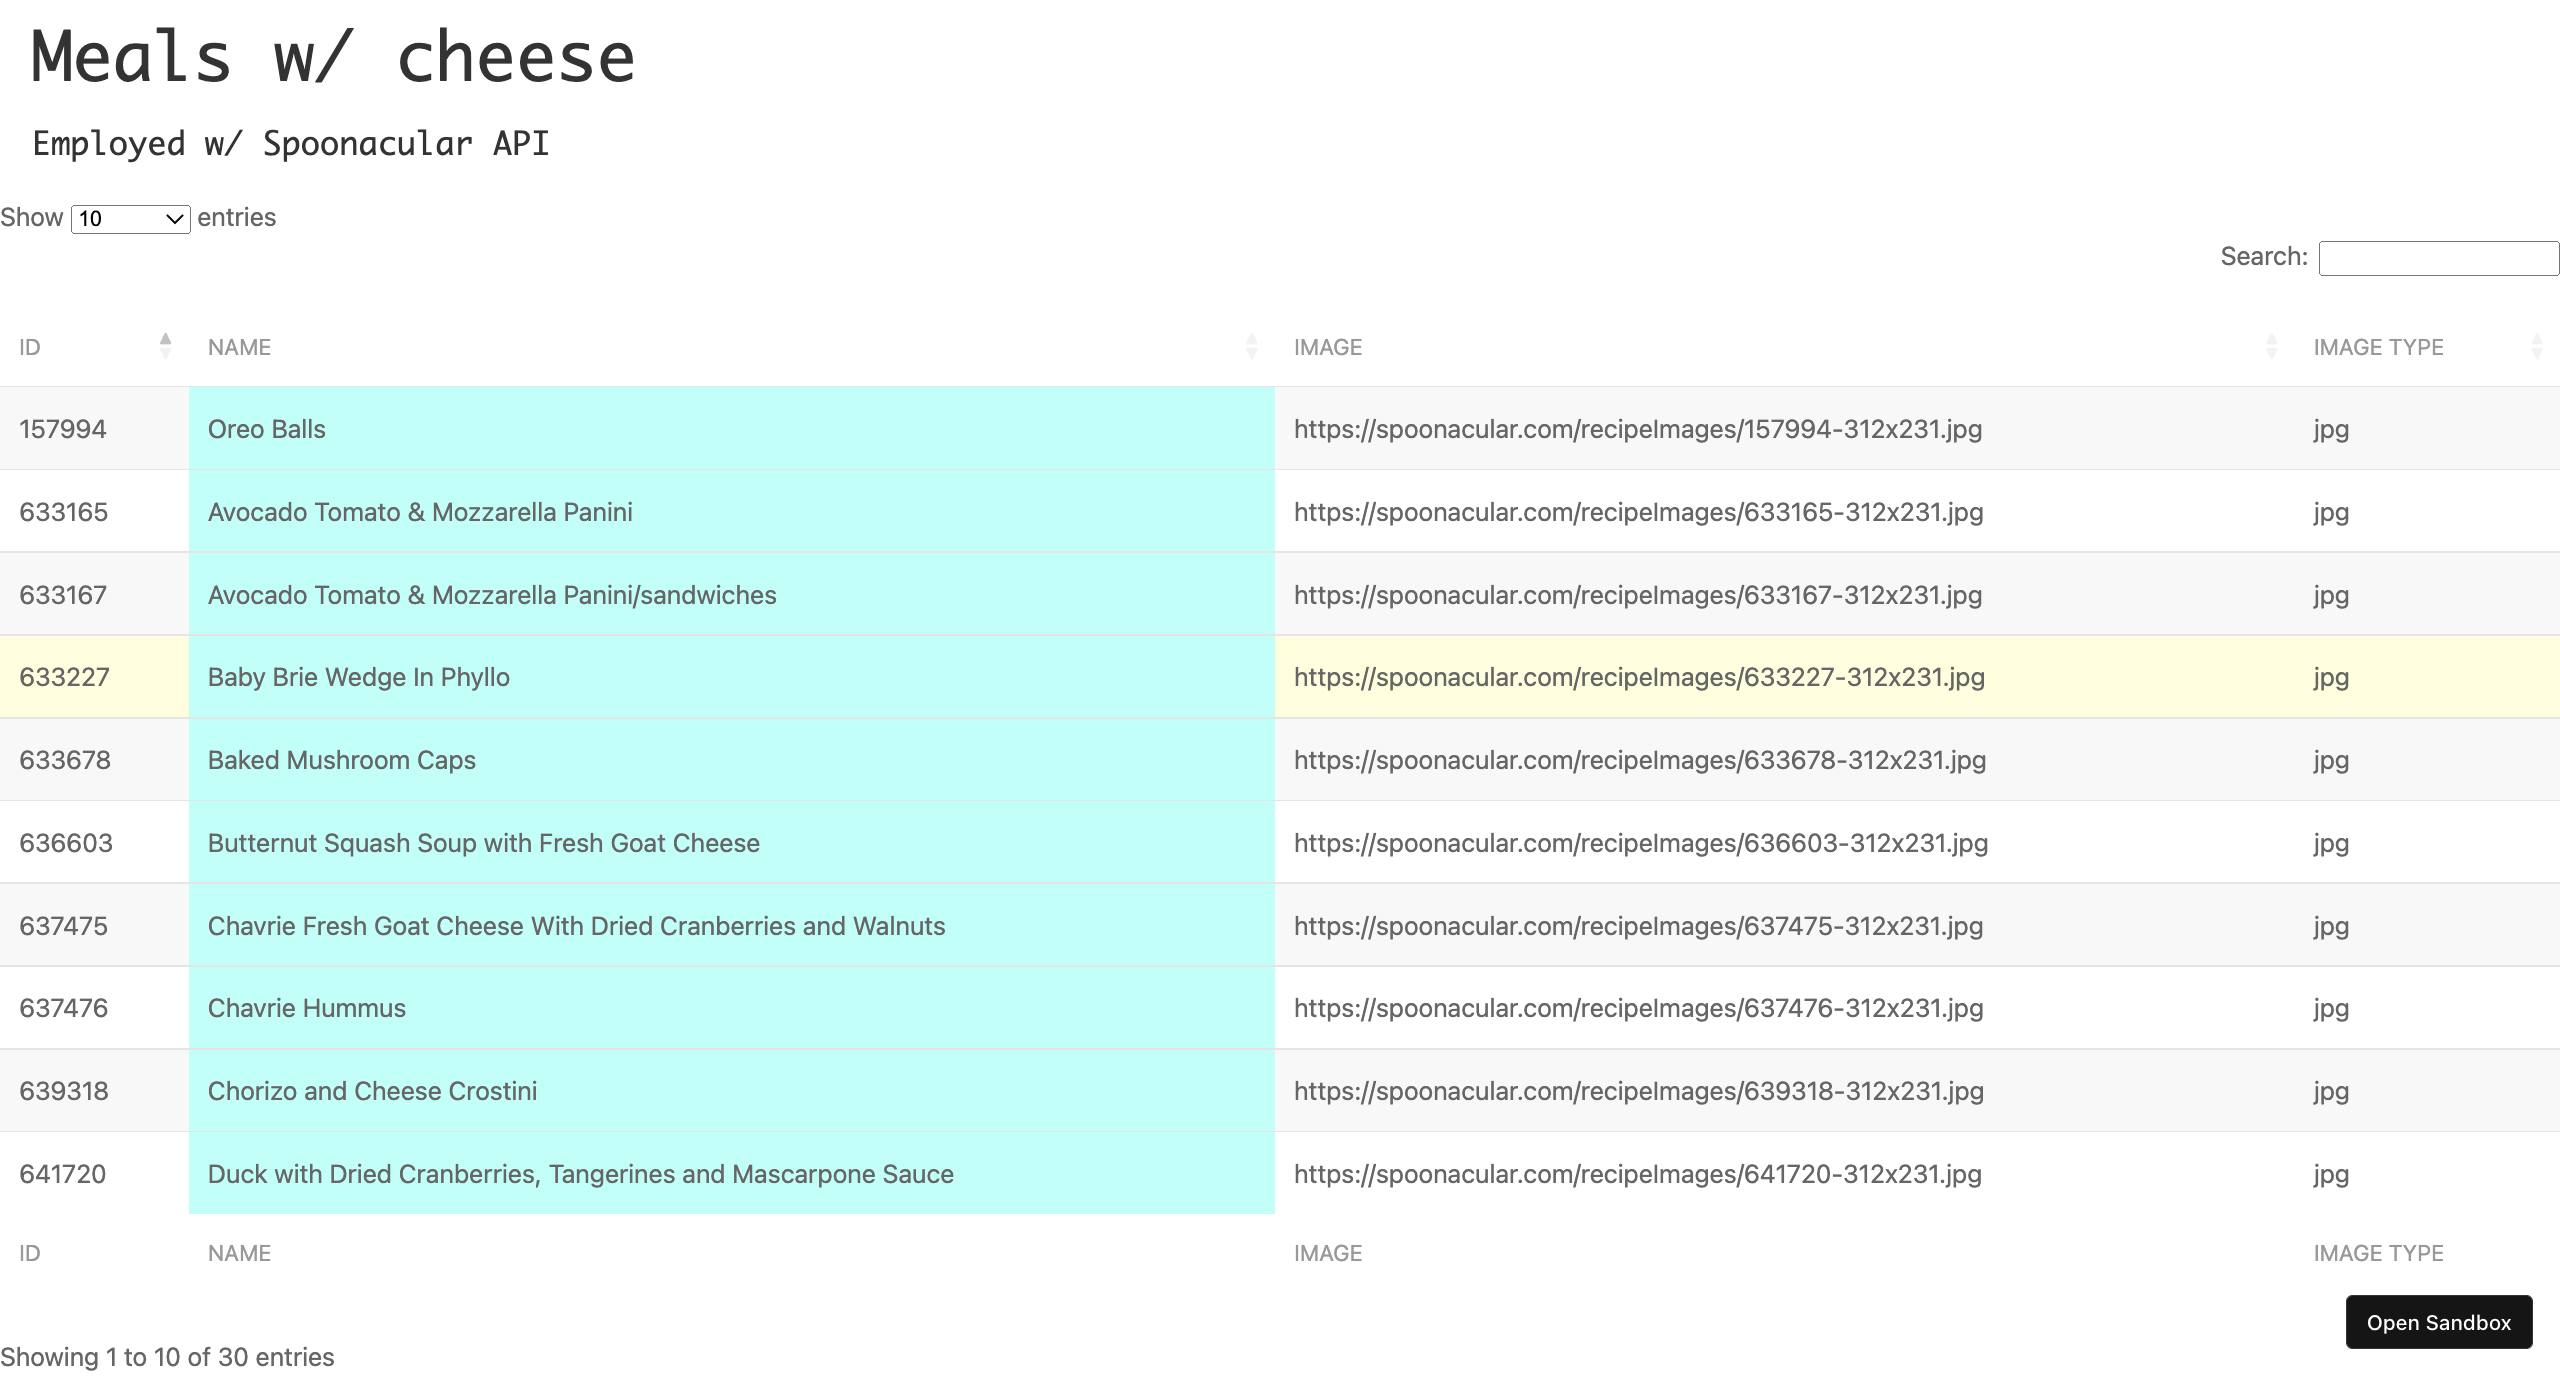 Meals w/ cheese
Employed w/ Spoonacular API
Show 10 entries
Search:
ID NAME IMAGE IMAGE TYPE
157994 Oreo Balls https://spoonacular.com/recipeImages/157994-312x231.jpg jpg
633165 Avocado Tomato & Mozzarella Panini https://spoonacular.com/recipeImages/633165-312x231.jpg jpg
633167 Avocado Tomato & Mozzarella Panini/sandwiches https://spoonacular.com/recipeImages/633167-312x231.jpg jpg
633227 Baby Brie Wedge In Phyllo https://spoonacular.com/recipeImages/633227-312x231.jpg jpg
633678 Baked Mushroom Caps https://spoonacular.com/recipeImages/633678-312x231.jpg jpg
636603 Butternut Squash Soup with Fresh Goat Cheese https://spoonacular.com/recipeImages/636603-312x231.jpg jpg
637475 Chavrie Fresh Goat Cheese With Dried Cranberries and Walnuts https://spoonacular.com/recipeImages/637475-312x231.jpg jpg
637476 Chavrie Hummus https://spoonacular.com/recipeImages/637476-312x231.jpg jpg
639318 Chorizo and Cheese Crostini https://spoonacular.com/recipeImages/639318-312x231.jpg jpg
641720 Duck with Dried Cranberries, Tangerines and Mascarpone Sauce https://spoonacular.com/recipeImages/641720-312x231.jpg jpg
ID NAME IMAGE IMAGE TYPE
Open Sandbox
Showing 1 to 10 of 30 entries